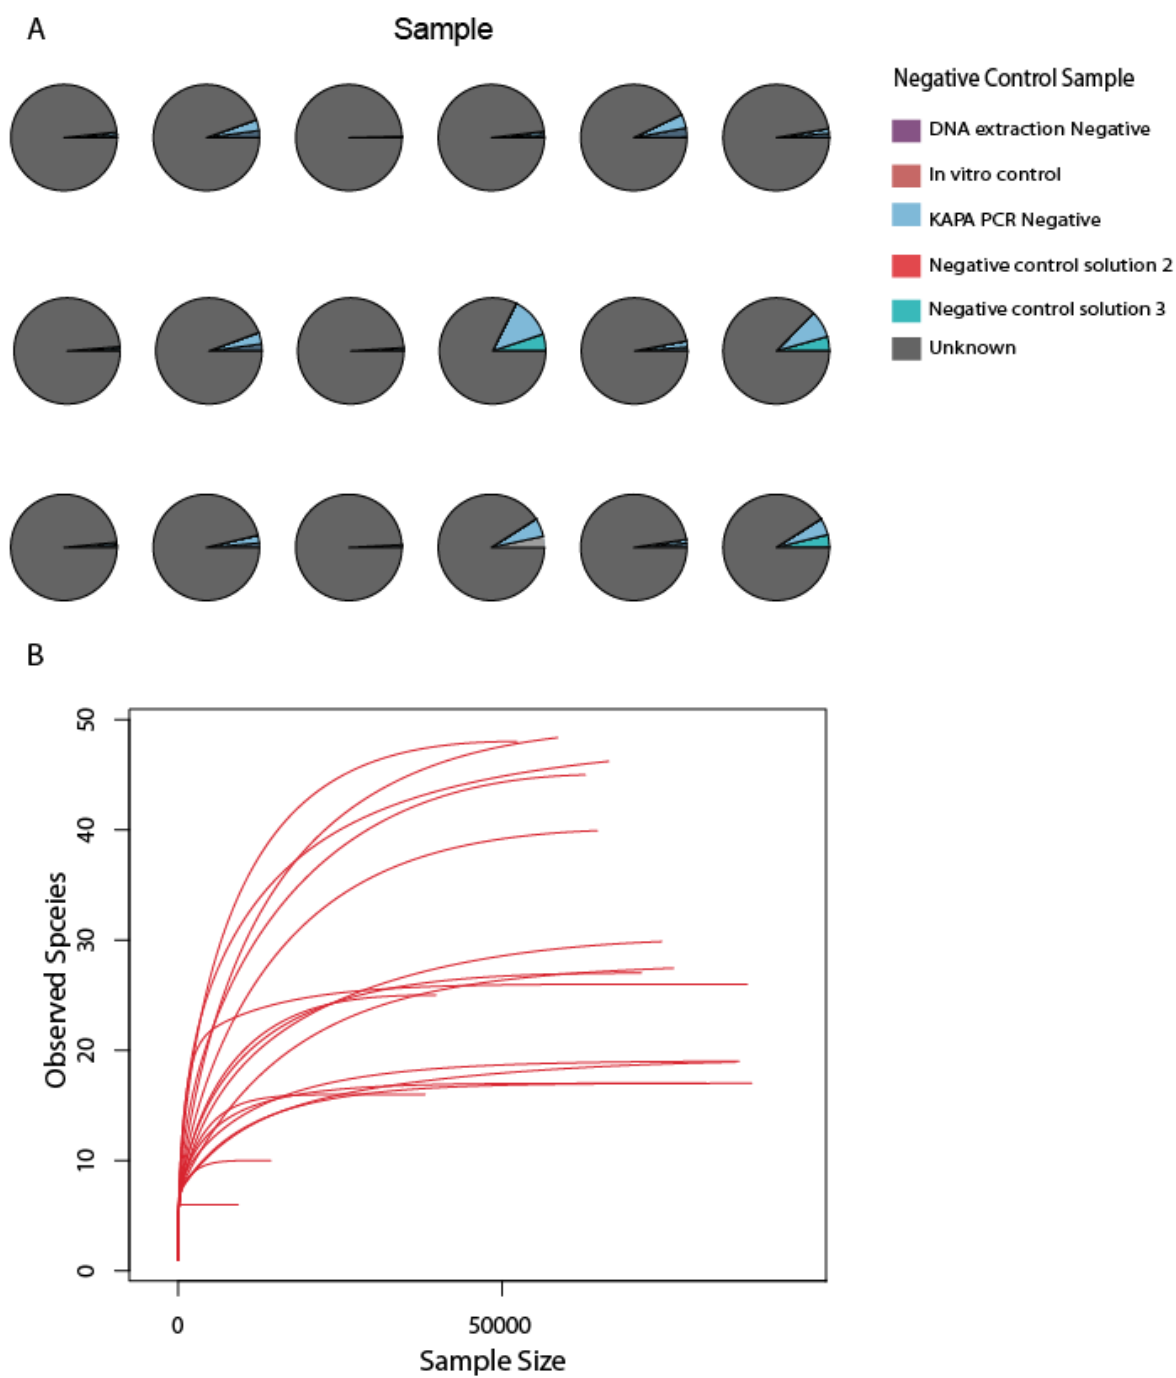 A
Sample
Negative Control Sample
DNA extraction Negative
In vitro control
KAPA PCR Negative
Negative control solution 2
Negative control solution 3
Unknown
B
50
40
30
20
10
0
Observed Spceies
0
50000
Sample Size